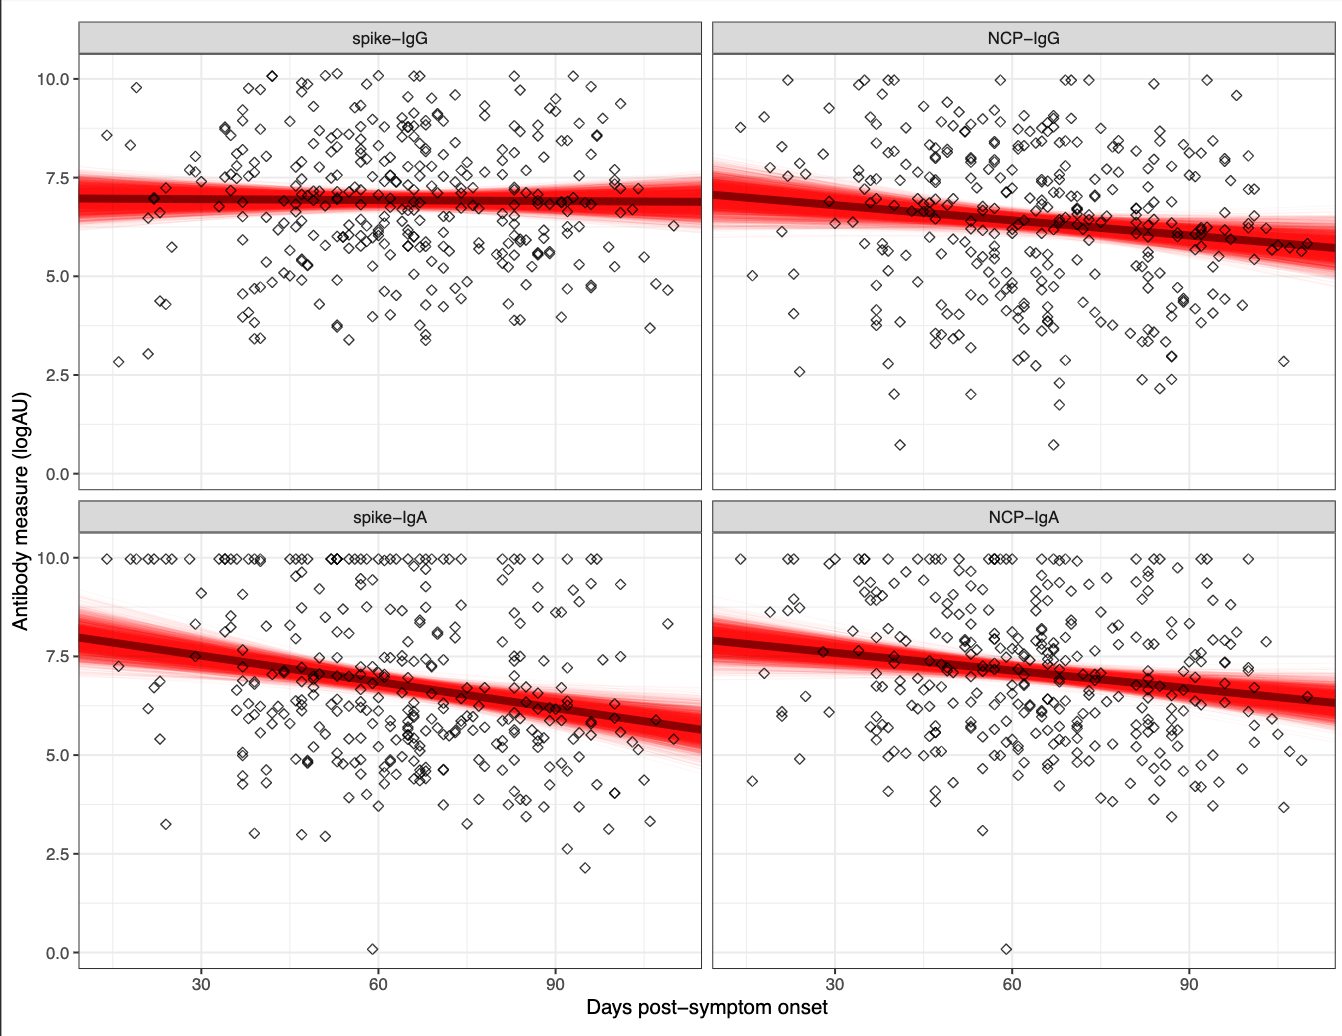 spike−IgG NCP−IgG
10.0
7.5
5.0
2.5
0.0
Antibody measure (logAU)
spike−IgA NCP−IgA
10.0
7.5
5.0
2.5
0.0
30 60 90 30 60 90
Days post−symptom onset